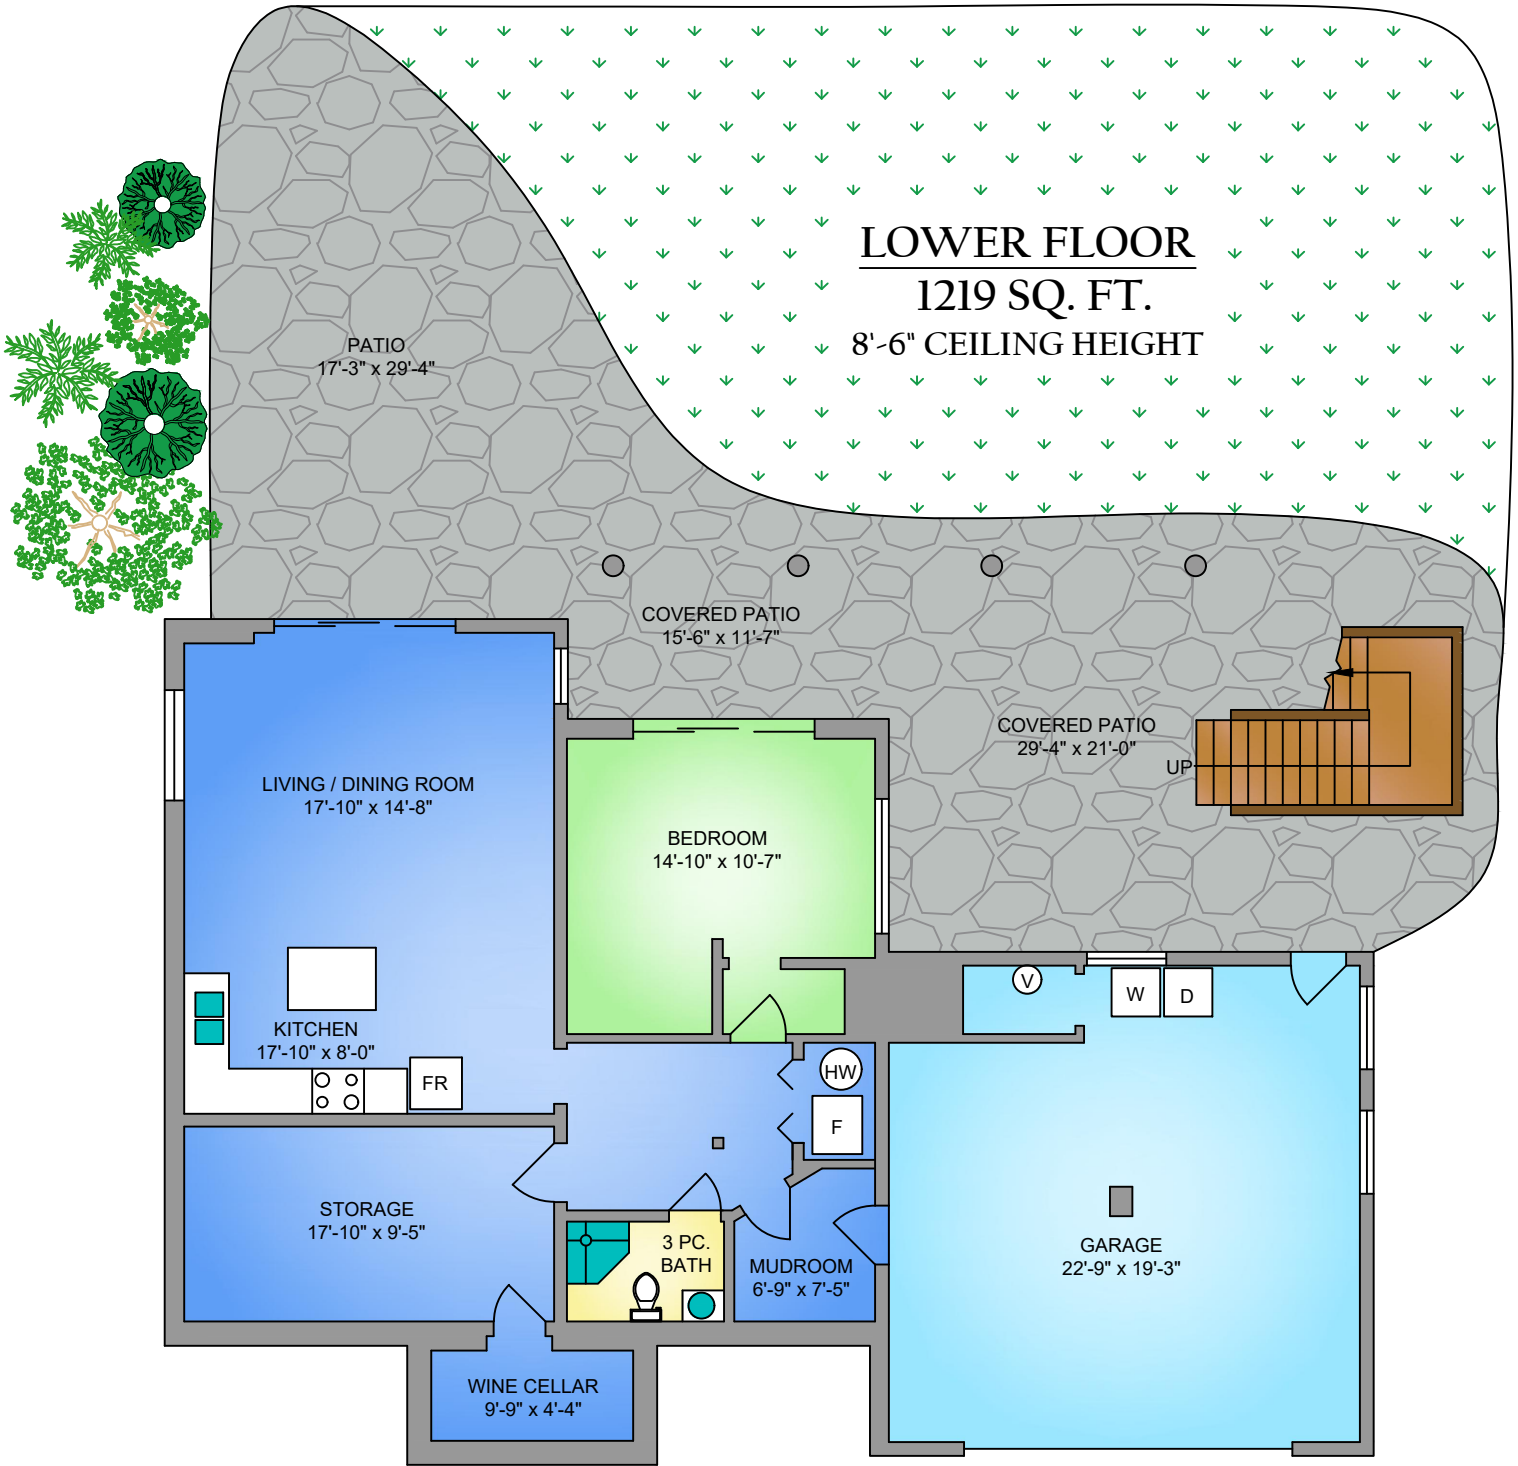 LOWER FLOOR
1219 SQ. FT.
8'-6" CEILING HEIGHT
PATIO
17'-3" x 29'-4"
COVERED PATIO
15'-6" x 11'-7"
COVERED PATIO
29'-4" x 21'-0"
UP
LIVING / DINING ROOM
17'-10" x 14'-8"
BEDROOM
14'-10" x 10'-7"
V
W
D
KITCHEN
17'-10" x 8'-0"
FR
HW
F
STORAGE
17'-10" x 9'-5"
3 PC.
BATH
MUDROOM
6'-9" x 7'-5"
GARAGE
22'-9" x 19'-3"
WINE CELLAR
9'-9" x 4'-4"